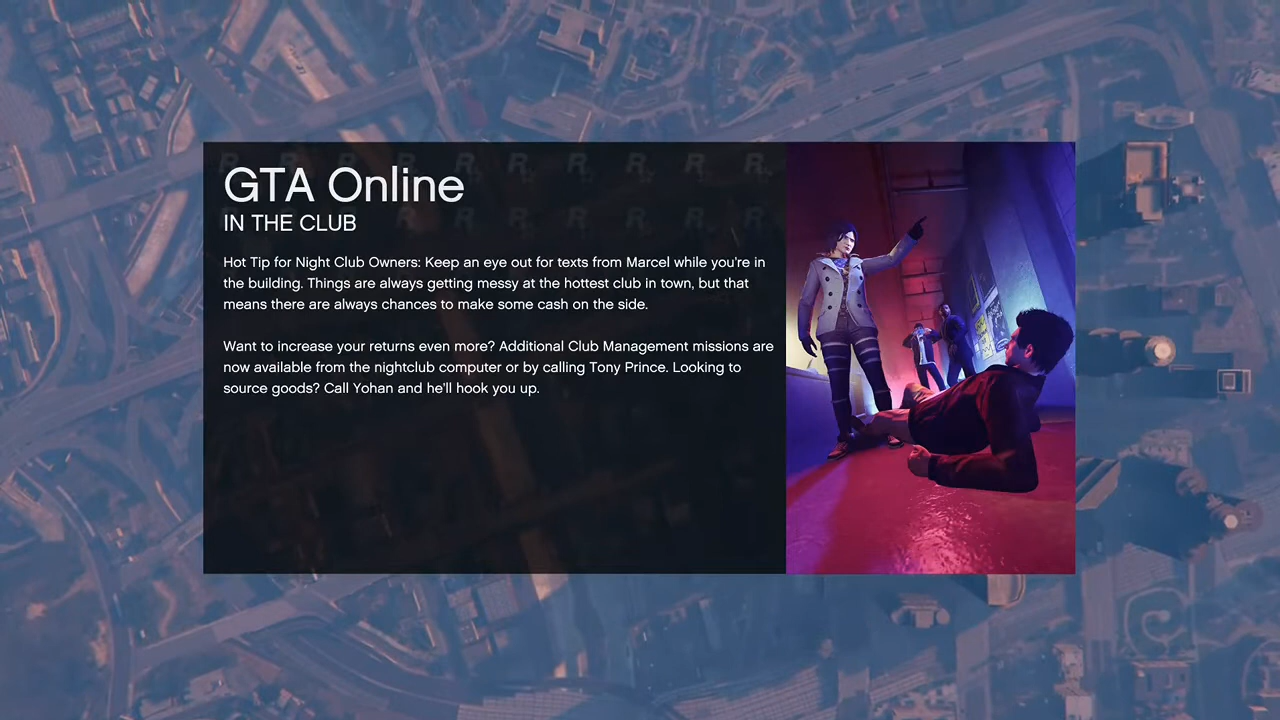 GTA Online
IN THE CLUB
Hot Tip for Night Club Owners: Keep an eye out for texts from Marcel while you're in
the building. Things are always getting messy at the hottest club in town, but that
means there are always chances to make some cash on the side.
Want to increase your returns even more? Additional Club Management missions are
now available from the nightclub computer or by calling Tony Prince. Looking to
source goods? Call Yohan and he'll hook you up.